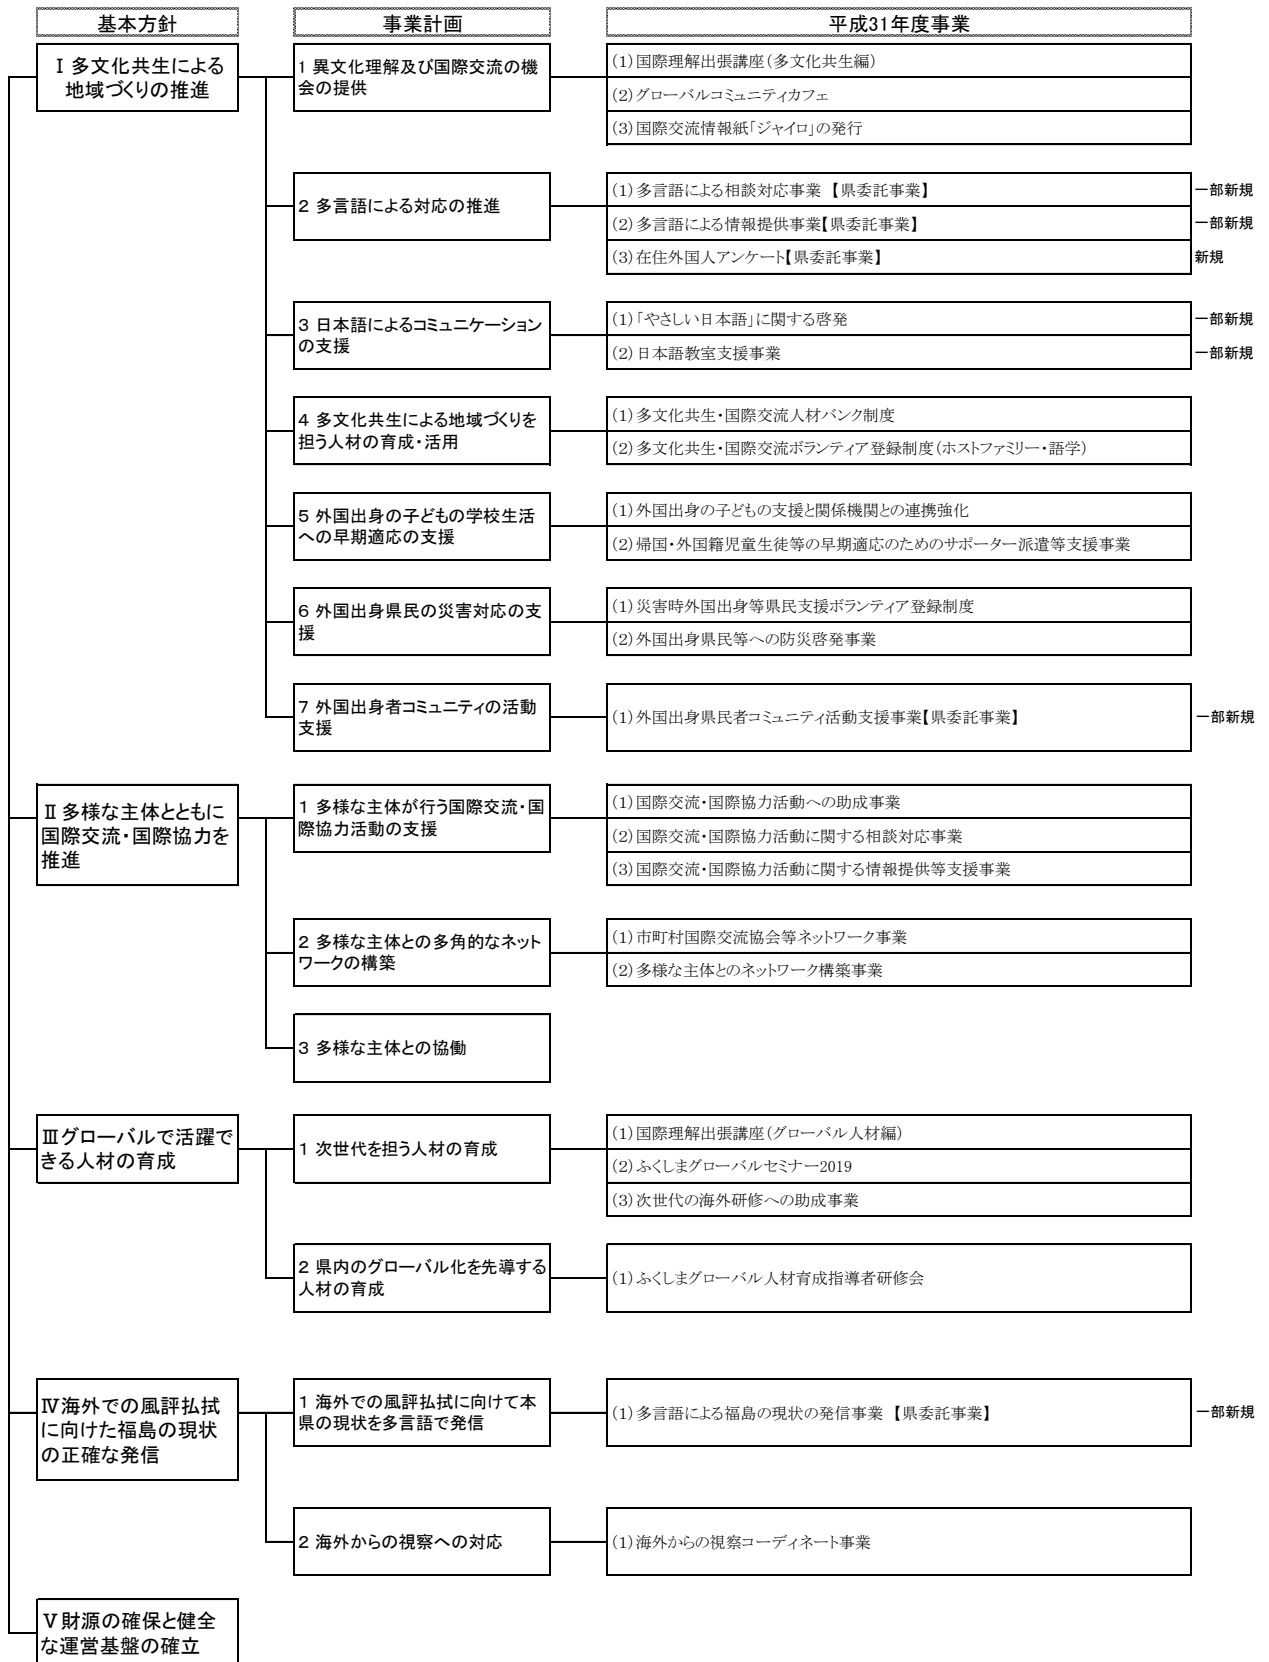 基本方針
事業計画
平成31年度事業
Ⅰ 多文化共生による
地域づくりの推進
1 異文化理解及び国際交流の機
会の提供
(1)国際理解出張講座(多文化共生編)
(2)グローバルコミュニティカフェ
(3)国際交流情報紙「ジャイロ」の発行
2 多言語による対応の推進
(1)多言語による相談対応事業 【県委託事業】
一部新規
(2)多言語による情報提供事業【県委託事業】
一部新規
(3)在住外国人アンケート【県委託事業】
新規
3 日本語によるコミュニケーション
の支援
(1)「やさしい日本語」に関する啓発
一部新規
(2)日本語教室支援事業
一部新規
4 多文化共生による地域づくりを
担う人材の育成・活用
(1)多文化共生・国際交流人材バンク制度
(2)多文化共生・国際交流ボランティア登録制度(ホストファミリー・語学)
5 外国出身の子どもの学校生活
への早期適応の支援
(1)外国出身の子どもの支援と関係機関との連携強化
(2)帰国・外国籍児童生徒等の早期適応のためのサポーター派遣等支援事業
6 外国出身県民の災害対応の支
援
(1)災害時外国出身等県民支援ボランティア登録制度
(2)外国出身県民等への防災啓発事業
7 外国出身者コミュニティの活動
支援
(1)外国出身県民者コミュニティ活動支援事業【県委託事業】
一部新規
Ⅱ 多様な主体とともに
国際交流・国際協力を
推進
1 多様な主体が行う国際交流・国
際協力活動の支援
(1)国際交流・国際協力活動への助成事業
(2)国際交流・国際協力活動に関する相談対応事業
(3)国際交流・国際協力活動に関する情報提供等支援事業
2 多様な主体との多角的なネット
ワークの構築
(1)市町村国際交流協会等ネットワーク事業
(2)多様な主体とのネットワーク構築事業
3 多様な主体との協働
Ⅲグローバルで活躍で
きる人材の育成
1 次世代を担う人材の育成
(1)国際理解出張講座(グローバル人材編)
(2)ふくしまグローバルセミナー2019
(3)次世代の海外研修への助成事業
2 県内のグローバル化を先導する
人材の育成
(1)ふくしまグローバル人材育成指導者研修会
Ⅳ海外での風評払拭
に向けた福島の現状
の正確な発信
1 海外での風評払拭に向けて本
県の現状を多言語で発信
(1)多言語による福島の現状の発信事業 【県委託事業】
一部新規
2 海外からの視察への対応
(1)海外からの視察コーディネート事業
Ⅴ 財源の確保と健全
な運営基盤の確立